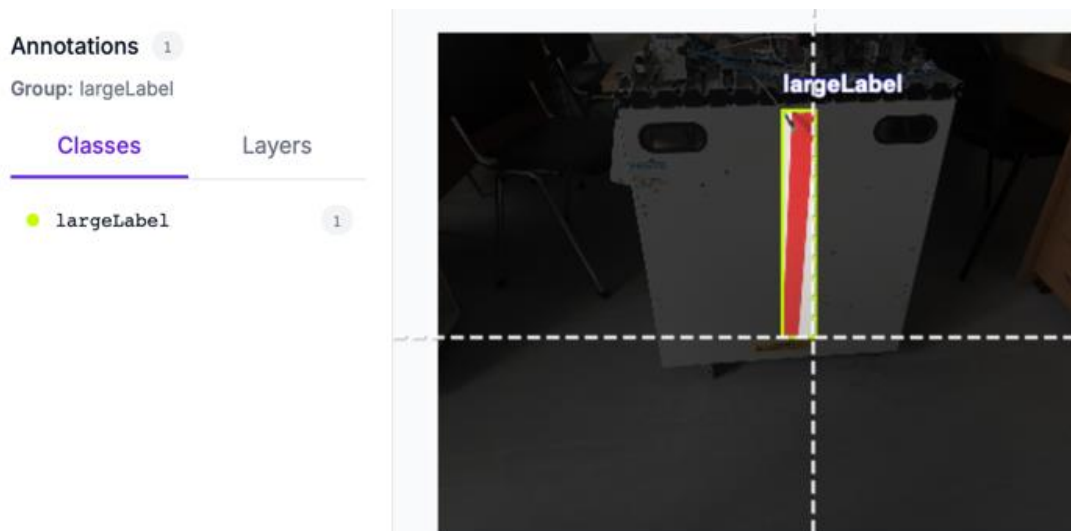 Annotations 1
Group: largeLabel
Classes Layers
largeLabel 1
largeLabel